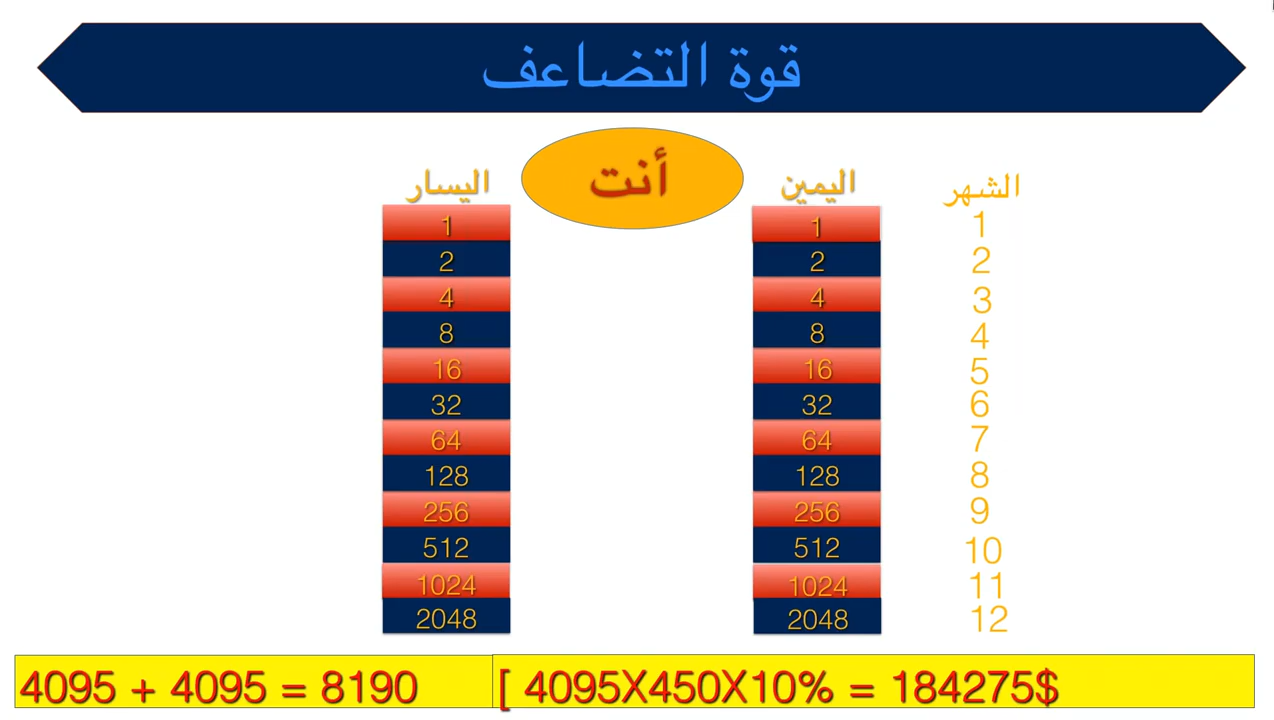 قوة التضاعف
أنت
الشهر اليمين اليسار
1 1 1
2 2 2
3 4 4
4 8 8
5 16 16
6 32 32
7 64 64
8 128 128
9 256 256
10 512 512
11 1024 1024
12 2048 2048
4095 + 4095 = 8190 [ 4095X450X10% = 184275$